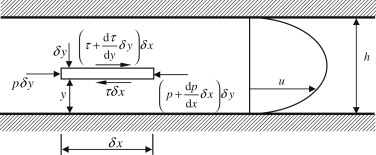 (τ + dτ/dy δy) δx
δy
h
pδy
u
y
τδx
(p + dp/dx δx) δy
δx